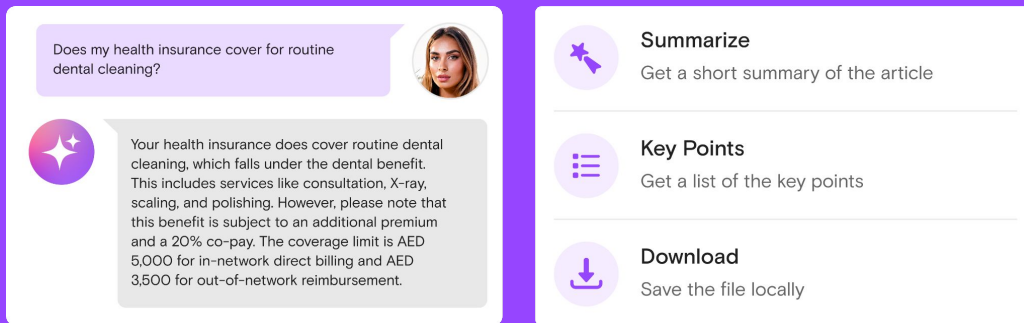 Does my health insurance cover for routine
dental cleaning?
Your health insurance does cover routine dental
cleaning, which falls under the dental benefit.
This includes services like consultation, X-ray,
scaling, and polishing. However, please note that
this benefit is subject to an additional premium
and a 20% co-pay. The coverage limit is AED
5,000 for in-network direct billing and AED
3,500 for out-of-network reimbursement.
Summarize
Get a short summary of the article
Key Points
Get a list of the key points
Download
Save the file locally